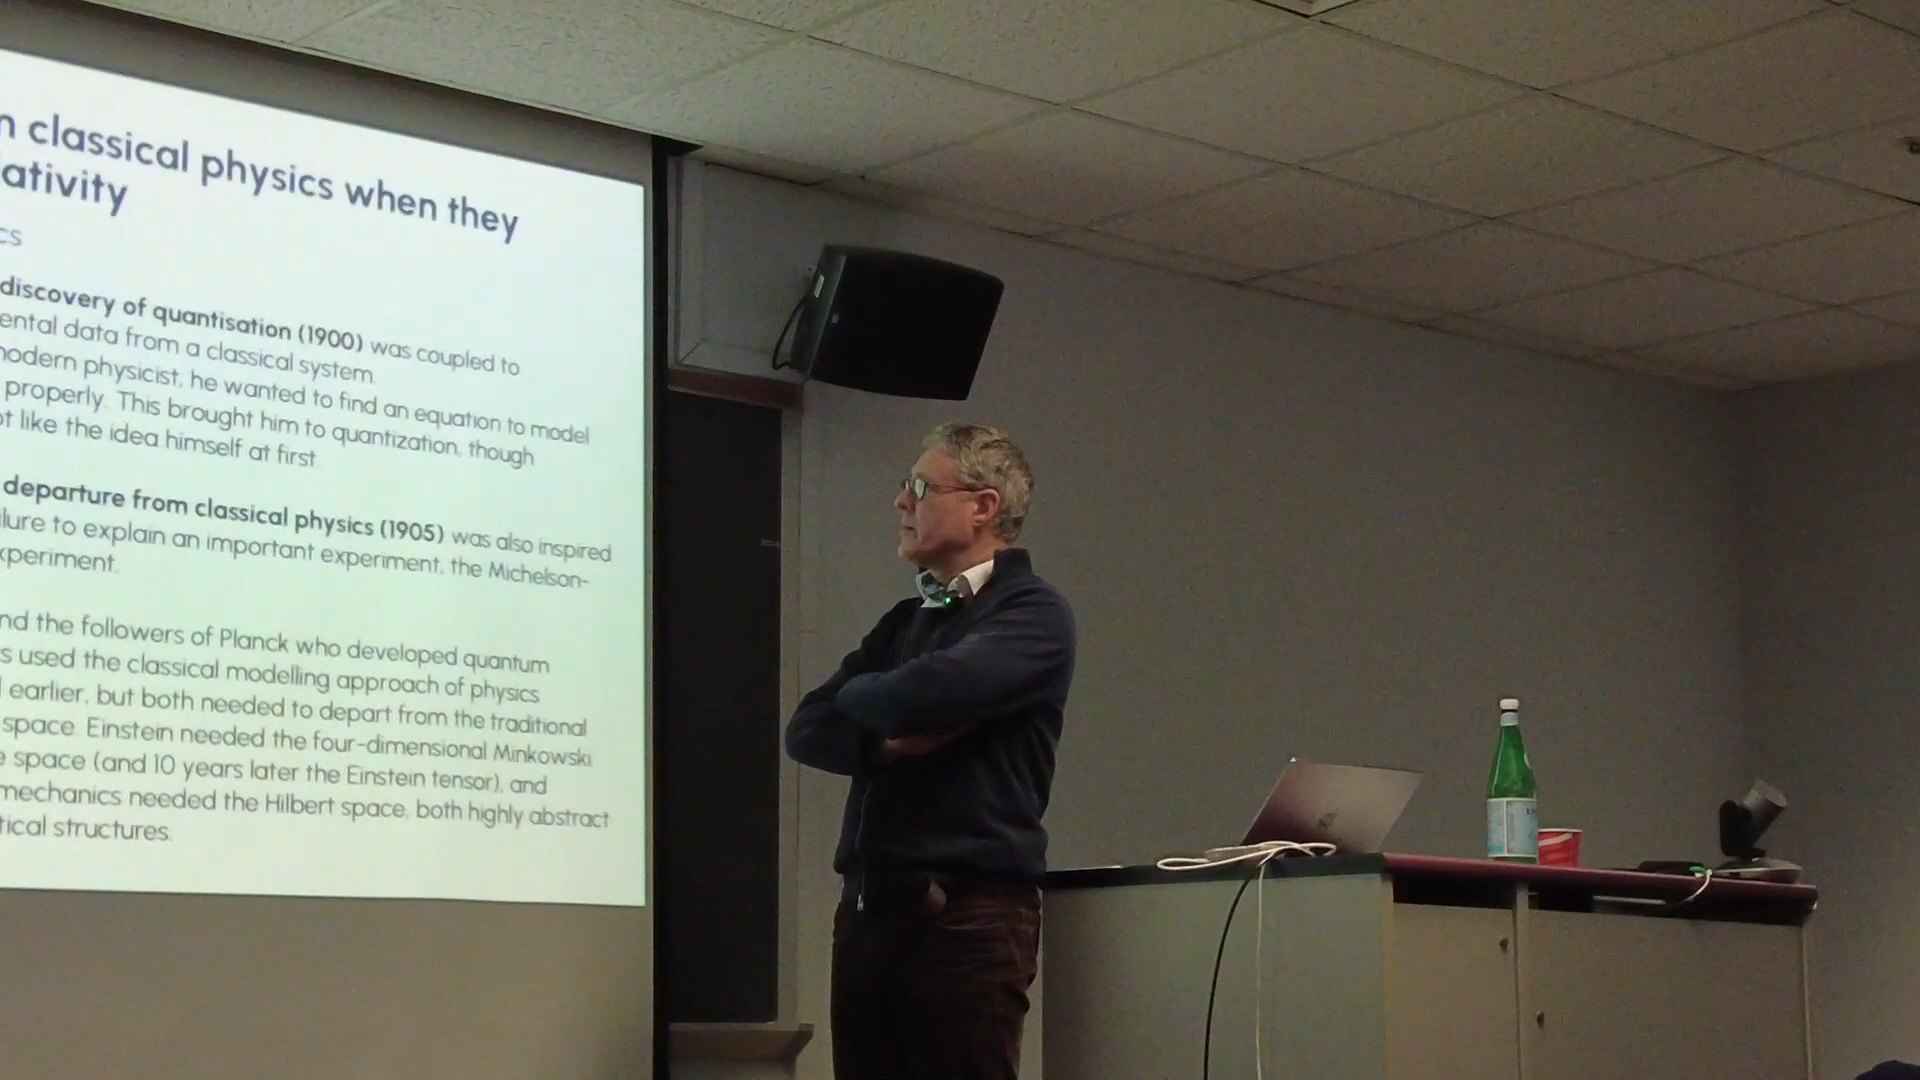 n classical physics when they
ativity
cs
discovery of quantisation (1900) was coupled to
ental data from a classical system.
modern physicist, he wanted to find an equation to model
properly. This brought him to quantization, though
ot like the idea himself at first.
departure from classical physics (1905) was also inspired
ilure to explain an important experiment, the Michelson-
xperiment.
nd the followers of Planck who developed quantum
s used the classical modelling approach of physics
l earlier, but both needed to depart from the traditional
space. Einstein needed the four-dimensional Minkowski
e space (and 10 years later the Einstein tensor), and
mechanics needed the Hilbert space, both highly abstract
tical structures.